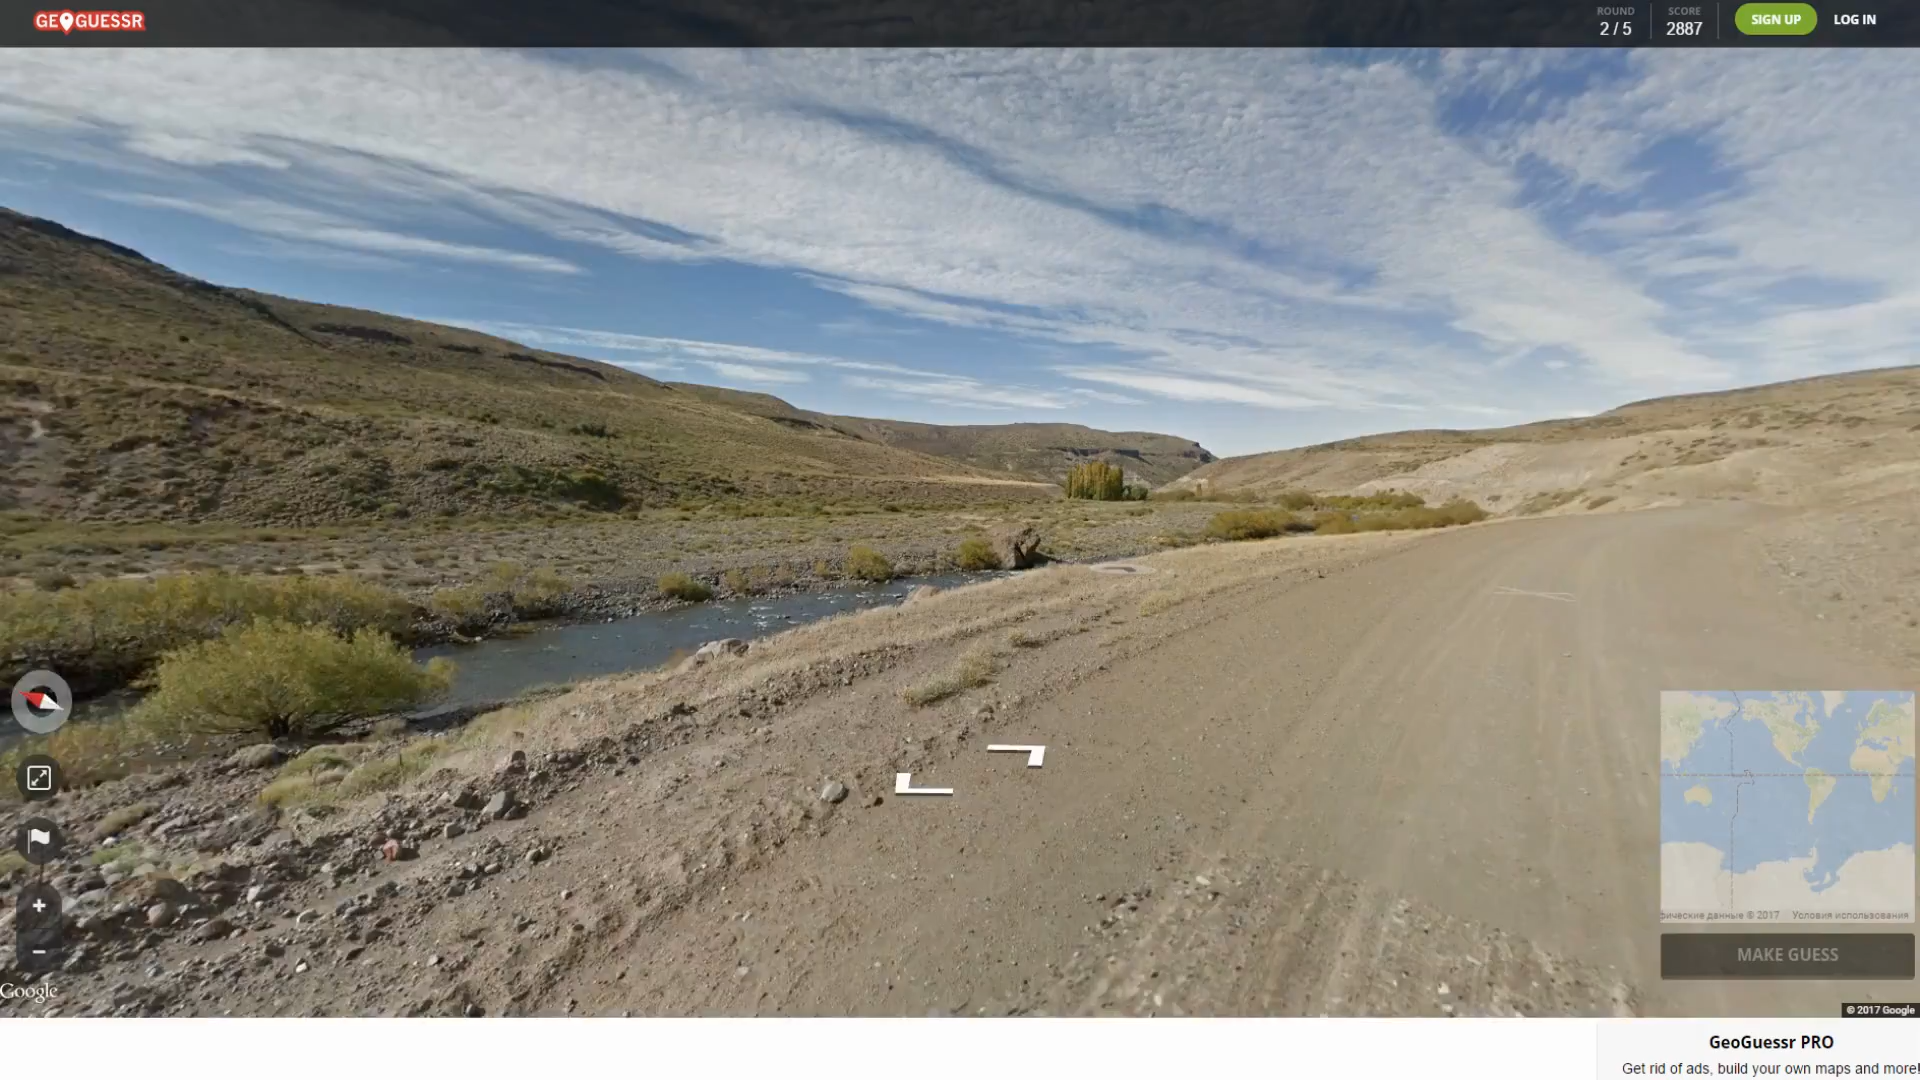 GEOGUESSR
ROUND
2 / 5
SCORE
2887
SIGN UP
LOG IN
Google
фические данные © 2017 Условия использования
MAKE GUESS
© 2017 Google
GeoGuessr PRO
Get rid of ads, build your own maps and more!